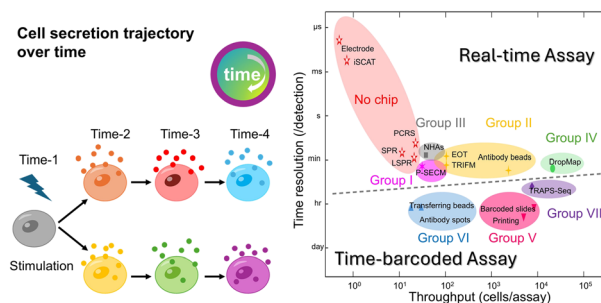 Cell secretion trajectory
over time
time
Time-1
Time-2
Time-3
Time-4
Stimulation
Time resolution (/detection)
μs
ms
s
min
hr
day
Real-time Assay
Electrode
iSCAT
No chip
PCRS
SPR
LSPR
Group III
NHAs
Group I
P-SECM
EOT
TRIFM
Group II
Antibody beads
Group IV
DropMap
TRAPS-Seq
Group VII
Transferring beads
Antibody spots
Group VI
Barcoded slides
Printing
Group V
Time-barcoded Assay
10⁰
10¹
10²
10³
10⁴
10⁵
Throughput (cells/assay)